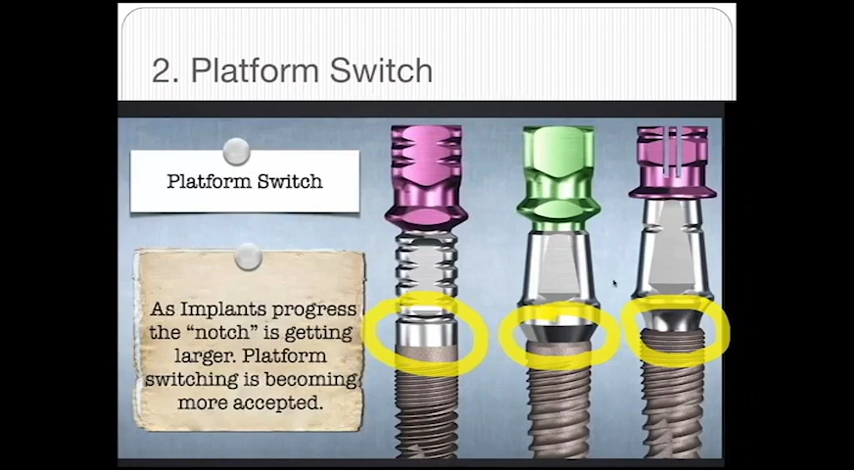 2. Platform Switch
Platform Switch
As Implants progress
the “notch” is getting
larger. Platform
switching is becoming
more accepted.